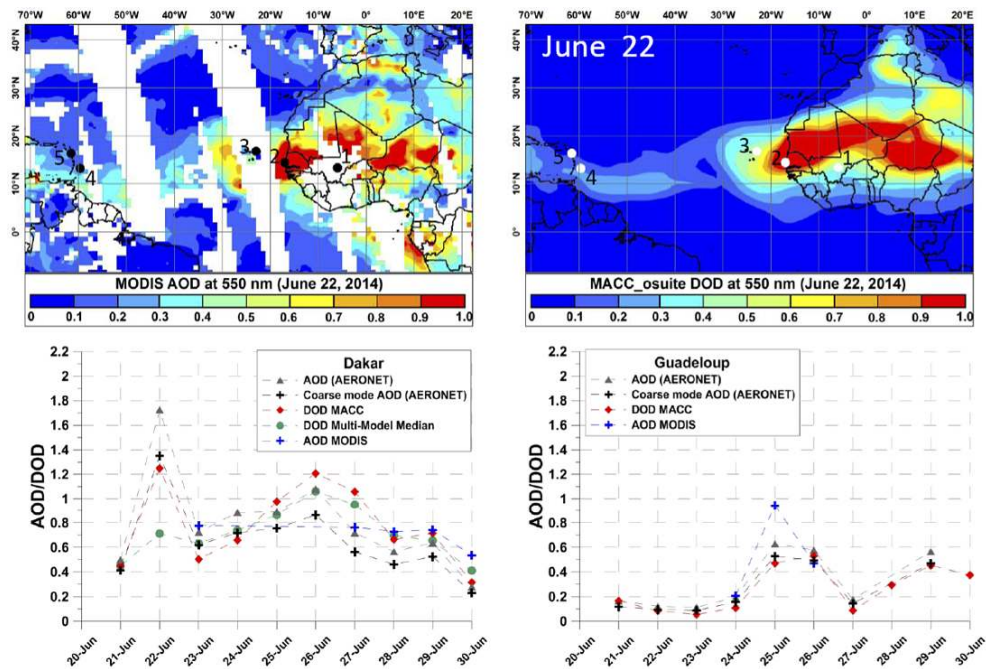 70°W 60°W 50°W 40°W 30°W 20°W 10°W 0° 10°E 20°E
70°W 60°W 50°W 40°W 30°W 20°W 10°W 0° 10°E 20°E
40°N
30°N
20°N
10°N
0°
5
4
3
2
1
June 22
40°N
30°N
20°N
10°N
0°
5
4
3
2
1
MODIS AOD at 550 nm (June 22, 2014)
0 0.1 0.2 0.3 0.4 0.5 0.6 0.7 0.8 0.9 1.0
MACC_osuite DOD at 550 nm (June 22, 2014)
0 0.1 0.2 0.3 0.4 0.5 0.6 0.7 0.8 0.9 1.0
AOD/DOD
2.2
2
1.8
1.6
1.4
1.2
1
0.8
0.6
0.4
0.2
0
Dakar
AOD (AERONET)
Coarse mode AOD (AERONET)
DOD MACC
DOD Multi-Model Median
AOD MODIS
20-Jun 21-Jun 22-Jun 23-Jun 24-Jun 25-Jun 26-Jun 27-Jun 28-Jun 29-Jun 30-Jun
AOD/DOD
2.2
2
1.8
1.6
1.4
1.2
1
0.8
0.6
0.4
0.2
0
Guadeloup
AOD (AERONET)
Coarse mode AOD (AERONET)
DOD MACC
AOD MODIS
20-Jun 21-Jun 22-Jun 23-Jun 24-Jun 25-Jun 26-Jun 27-Jun 28-Jun 29-Jun 30-Jun